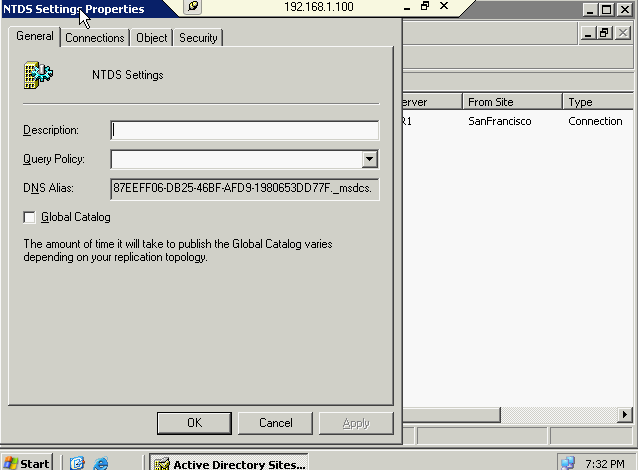 NTDS Settings Properties
192.168.1.100
General
Connections
Object
Security
NTDS Settings
Description:
Query Policy:
DNS Alias:
87EEFF06-DB25-46BF-AFD9-1980653DD77F._msdcs.
Global Catalog
The amount of time it will take to publish the Global Catalog varies
depending on your replication topology.
OK
Cancel
Apply
erver
From Site
Type
R1
SanFrancisco
Connection
Start
Active Directory Sites...
7:32 PM